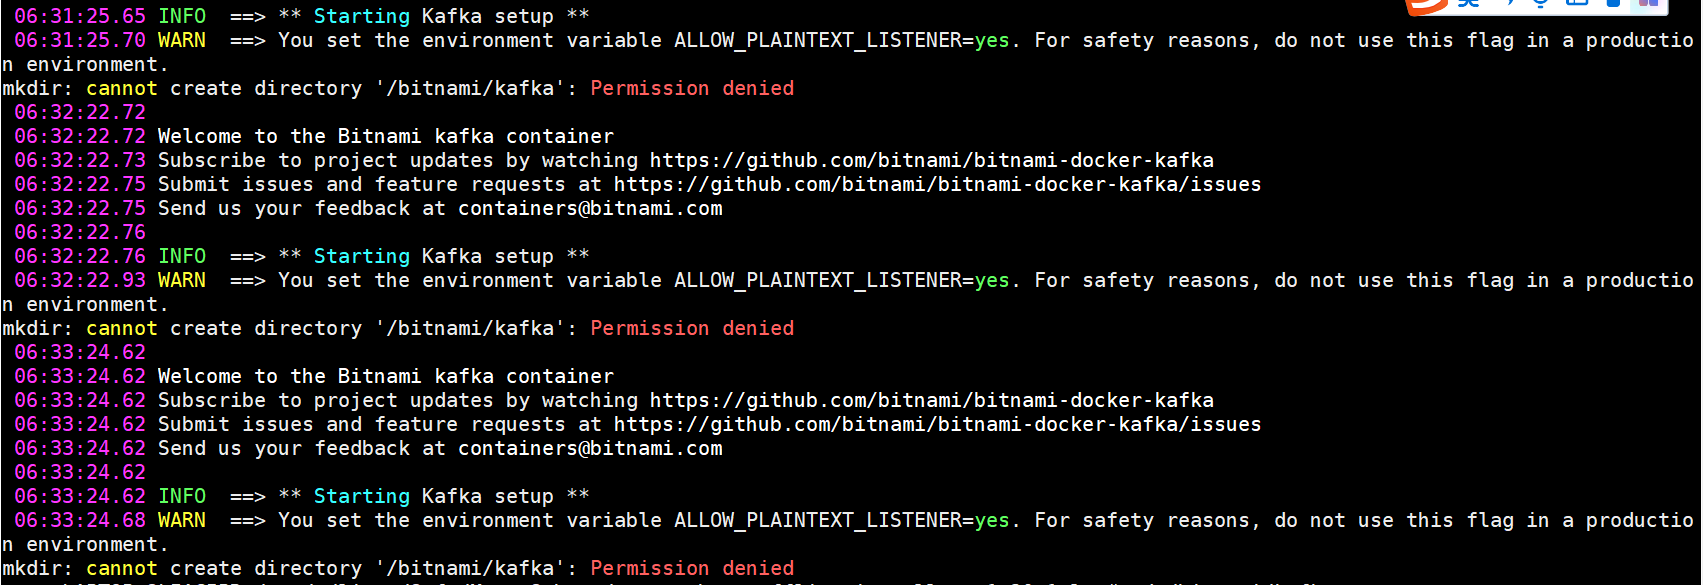 06:31:25.65 INFO  ==> ** Starting Kafka setup **
06:31:25.70 WARN  ==> You set the environment variable ALLOW_PLAINTEXT_LISTENER=yes. For safety reasons, do not use this flag in a productio
n environment.
mkdir: cannot create directory '/bitnami/kafka': Permission denied
06:32:22.72
06:32:22.72 Welcome to the Bitnami kafka container
06:32:22.73 Subscribe to project updates by watching https://github.com/bitnami/bitnami-docker-kafka
06:32:22.75 Submit issues and feature requests at https://github.com/bitnami/bitnami-docker-kafka/issues
06:32:22.75 Send us your feedback at containers@bitnami.com
06:32:22.76
06:32:22.76 INFO  ==> ** Starting Kafka setup **
06:32:22.93 WARN  ==> You set the environment variable ALLOW_PLAINTEXT_LISTENER=yes. For safety reasons, do not use this flag in a productio
n environment.
mkdir: cannot create directory '/bitnami/kafka': Permission denied
06:33:24.62
06:33:24.62 Welcome to the Bitnami kafka container
06:33:24.62 Subscribe to project updates by watching https://github.com/bitnami/bitnami-docker-kafka
06:33:24.62 Submit issues and feature requests at https://github.com/bitnami/bitnami-docker-kafka/issues
06:33:24.62 Send us your feedback at containers@bitnami.com
06:33:24.62
06:33:24.62 INFO  ==> ** Starting Kafka setup **
06:33:24.68 WARN  ==> You set the environment variable ALLOW_PLAINTEXT_LISTENER=yes. For safety reasons, do not use this flag in a productio
n environment.
mkdir: cannot create directory '/bitnami/kafka': Permission denied